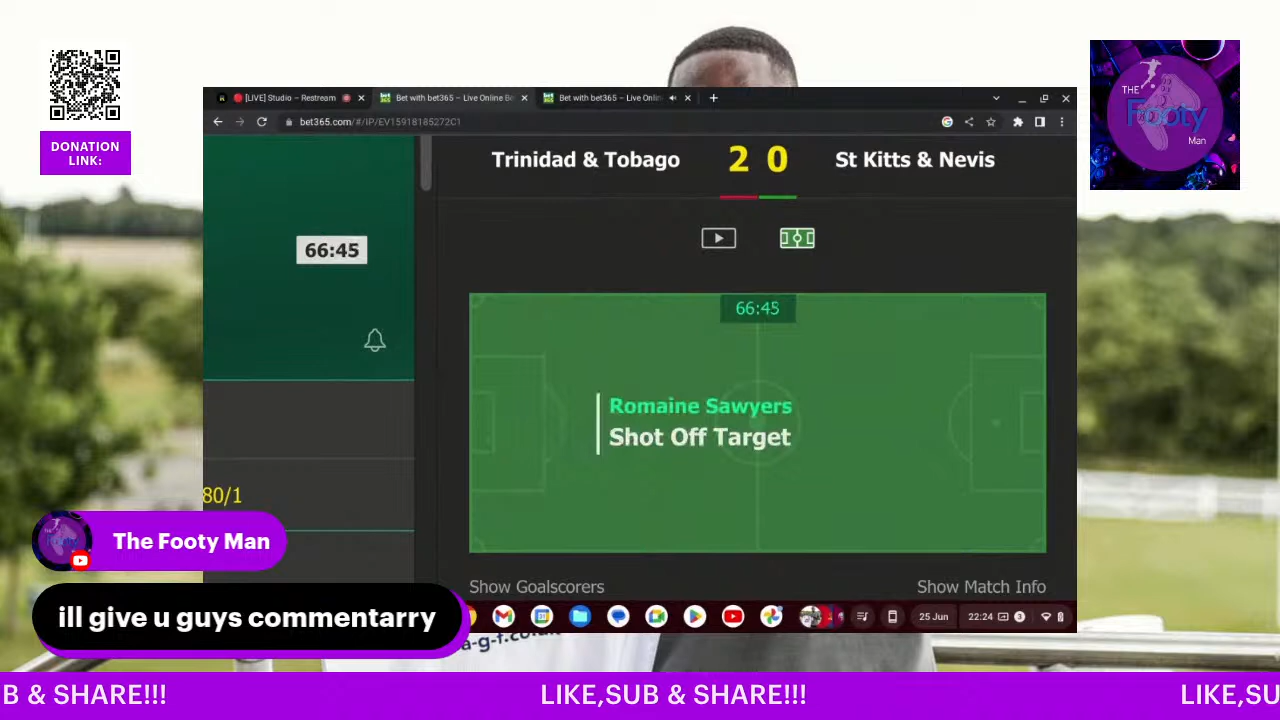 DONATION
LINK:
THE
Footy
Man
[LIVE] Studio – Restream
Bet with bet365 – Live Online Be
Bet with bet365 – Live Onlin
bet365.com/#/IP/EV15918185272C1
Trinidad & Tobago 2 0 St Kitts & Nevis
66:45
66:45
Romaine Sawyers
Shot Off Target
80/1
Show Goalscorers Show Match Info
25 Jun 22:24 3
The Footy Man
ill give u guys commentarry
B & SHARE!!! LIKE,SUB & SHARE!!! LIKE,SU